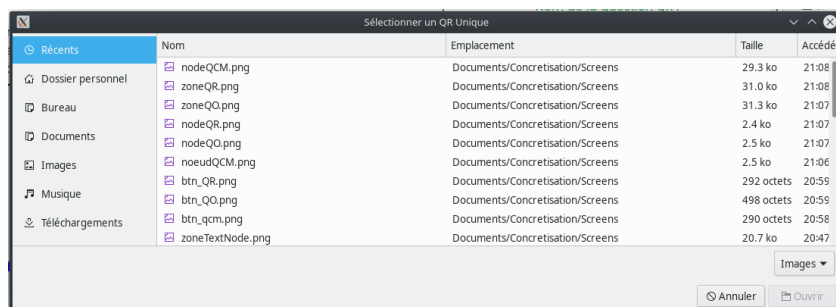 Nom de la question QR :
Sélectionner un QR Unique
Récents
Dossier personnel
Bureau
Documents
Images
Musique
Téléchargements
Nom Emplacement Taille Accédé
nodeQCM.png Documents/Concretisation/Screens 29.3 ko 21:08
zoneQR.png Documents/Concretisation/Screens 31.0 ko 21:08
zoneQO.png Documents/Concretisation/Screens 31.3 ko 21:07
nodeQR.png Documents/Concretisation/Screens 2.4 ko 21:07
nodeQO.png Documents/Concretisation/Screens 2.5 ko 21:07
noeudQCM.png Documents/Concretisation/Screens 2.5 ko 21:06
btn_QR.png Documents/Concretisation/Screens 292 octets 20:59
btn_QO.png Documents/Concretisation/Screens 498 octets 20:59
btn_qcm.png Documents/Concretisation/Screens 290 octets 20:58
zoneTextNode.png Documents/Concretisation/Screens 20.7 ko 20:47
Images
Annuler Ouvrir